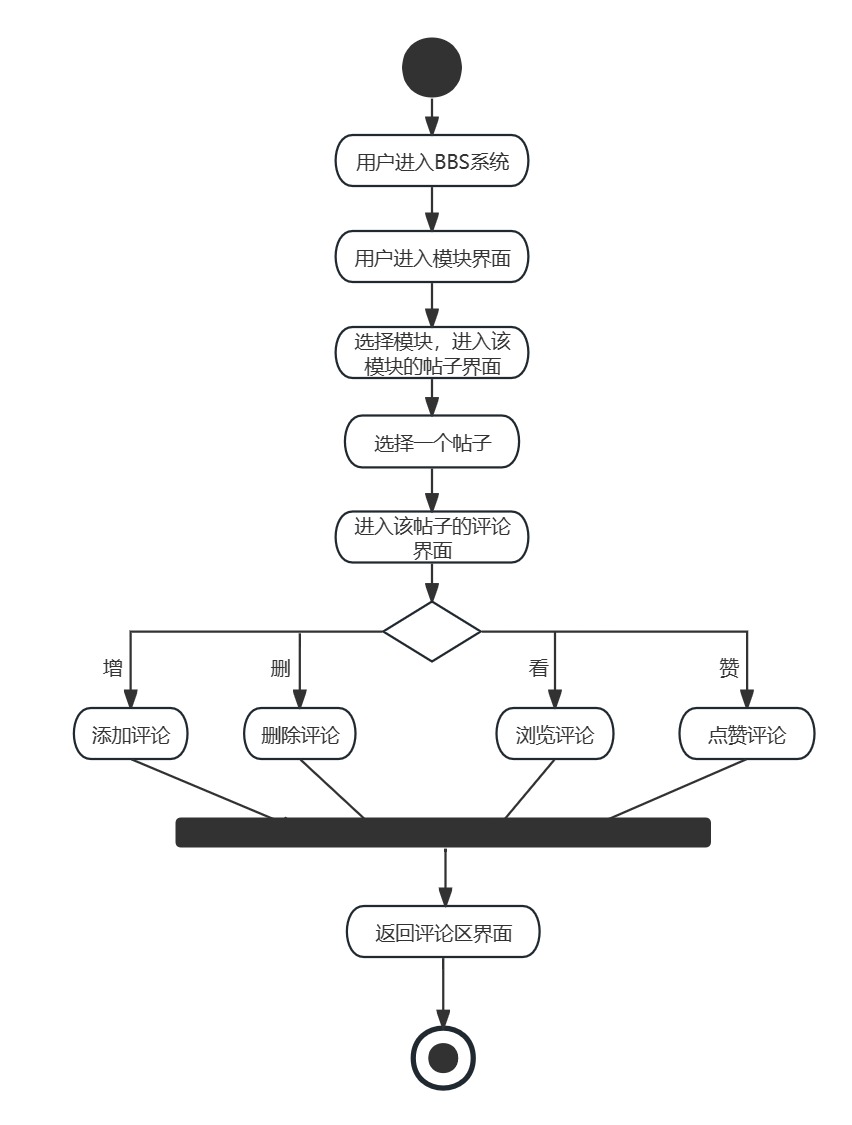 用户进入BBS系统
用户进入模块界面
选择模块，进入该
模块的帖子界面
选择一个帖子
进入该帖子的评论
界面
增
删
看
赞
添加评论
删除评论
浏览评论
点赞评论
返回评论区界面